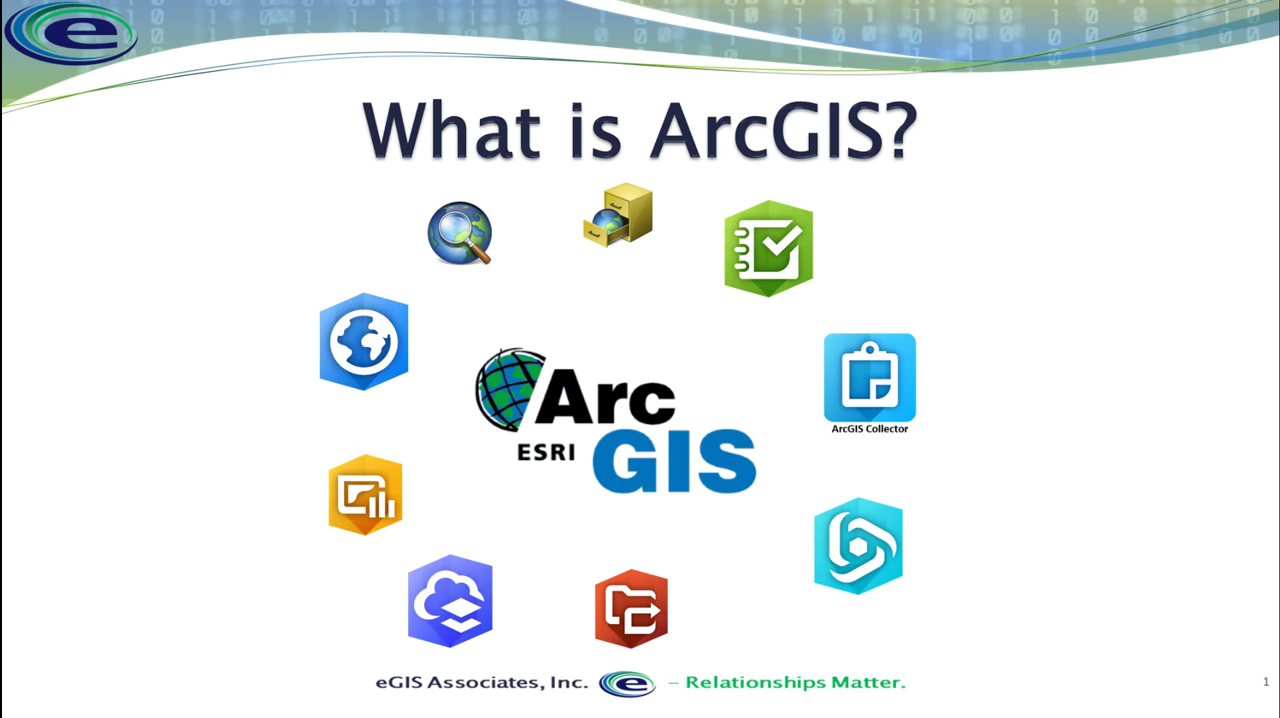 e
What is ArcGIS?
ArcGIS Collector
Arc
ESRI
GIS
eGIS Associates, Inc. e – Relationships Matter.
1